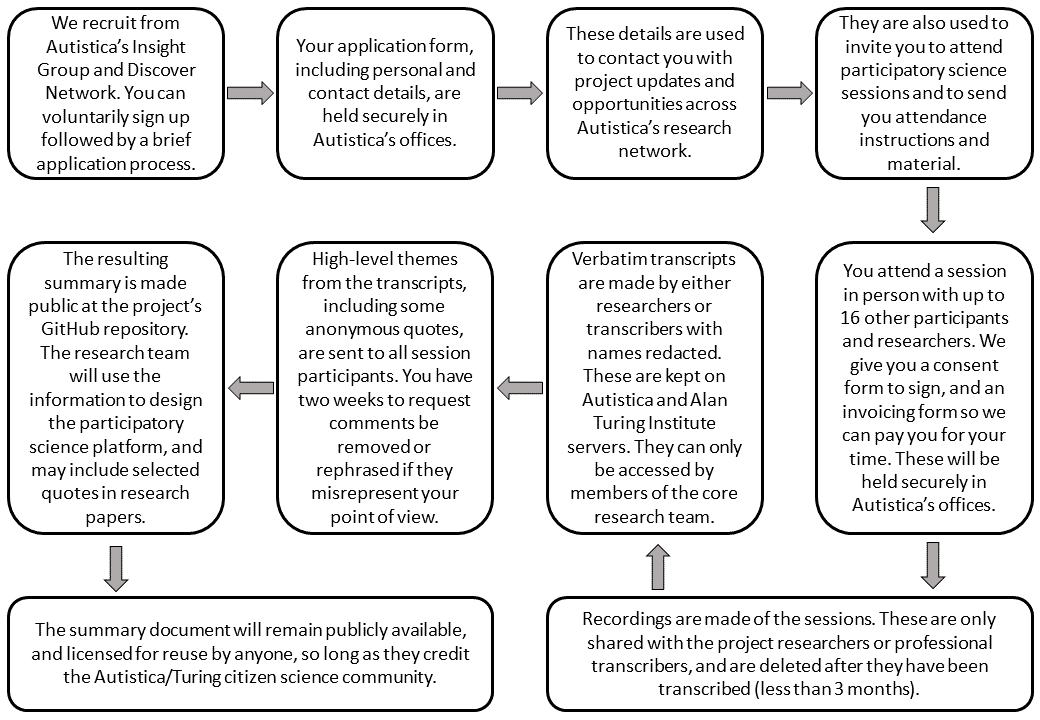 We recruit from
Autistica's Insight
Group and Discover
Network. You can
voluntarily sign up
followed by a brief
application process.
Your application form,
including personal and
contact details, are
held securely in
Autistica's offices.
These details are used
to contact you with
project updates and
opportunities across
Autistica's research
network.
They are also used to
invite you to attend
participatory science
sessions and to send
you attendance
instructions and
material.
You attend a session
in person with up to
16 other participants
and researchers. We
give you a consent
form to sign, and an
invoicing form so we
can pay you for your
time. These will be
held securely in
Autistica's offices.
Recordings are made of the sessions. These are only
shared with the project researchers or professional
transcribers, and are deleted after they have been
transcribed (less than 3 months).
Verbatim transcripts
are made by either
researchers or
transcribers with
names redacted.
These are kept on
Autistica and Alan
Turing Institute
servers. They can only
be accessed by
members of the core
research team.
High-level themes
from the transcripts,
including some
anonymous quotes,
are sent to all session
participants. You have
two weeks to request
comments be
removed or
rephrased if they
misrepresent your
point of view.
The resulting
summary is made
public at the project's
GitHub repository.
The research team
will use the
information to design
the participatory
science platform, and
may include selected
quotes in research
papers.
The summary document will remain publicly available,
and licensed for reuse by anyone, so long as they credit
the Autistica/Turing citizen science community.